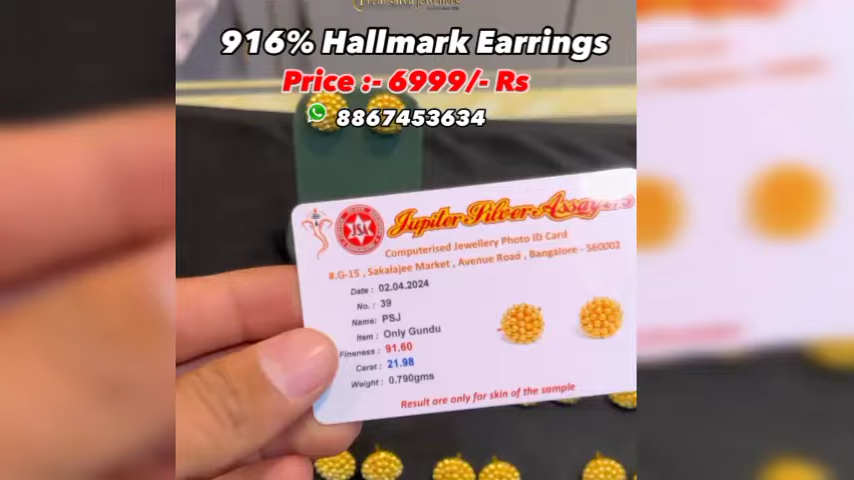 916% Hallmark Earrings
Price :- 6999/- Rs
8867453634
JSA
Jupiter Silver Assayers
Computerised Jewellery Photo ID Card
#.G-15 , Sakalajee Market , Avenue Road , Bangalore - 560002
Date : 02.04.2024
No. : 39
Name: PSJ
Item : Only Gundu
Fineness : 91.60
Carat : 21.98
Weight : 0.790gms
Result are only for skin of the sample